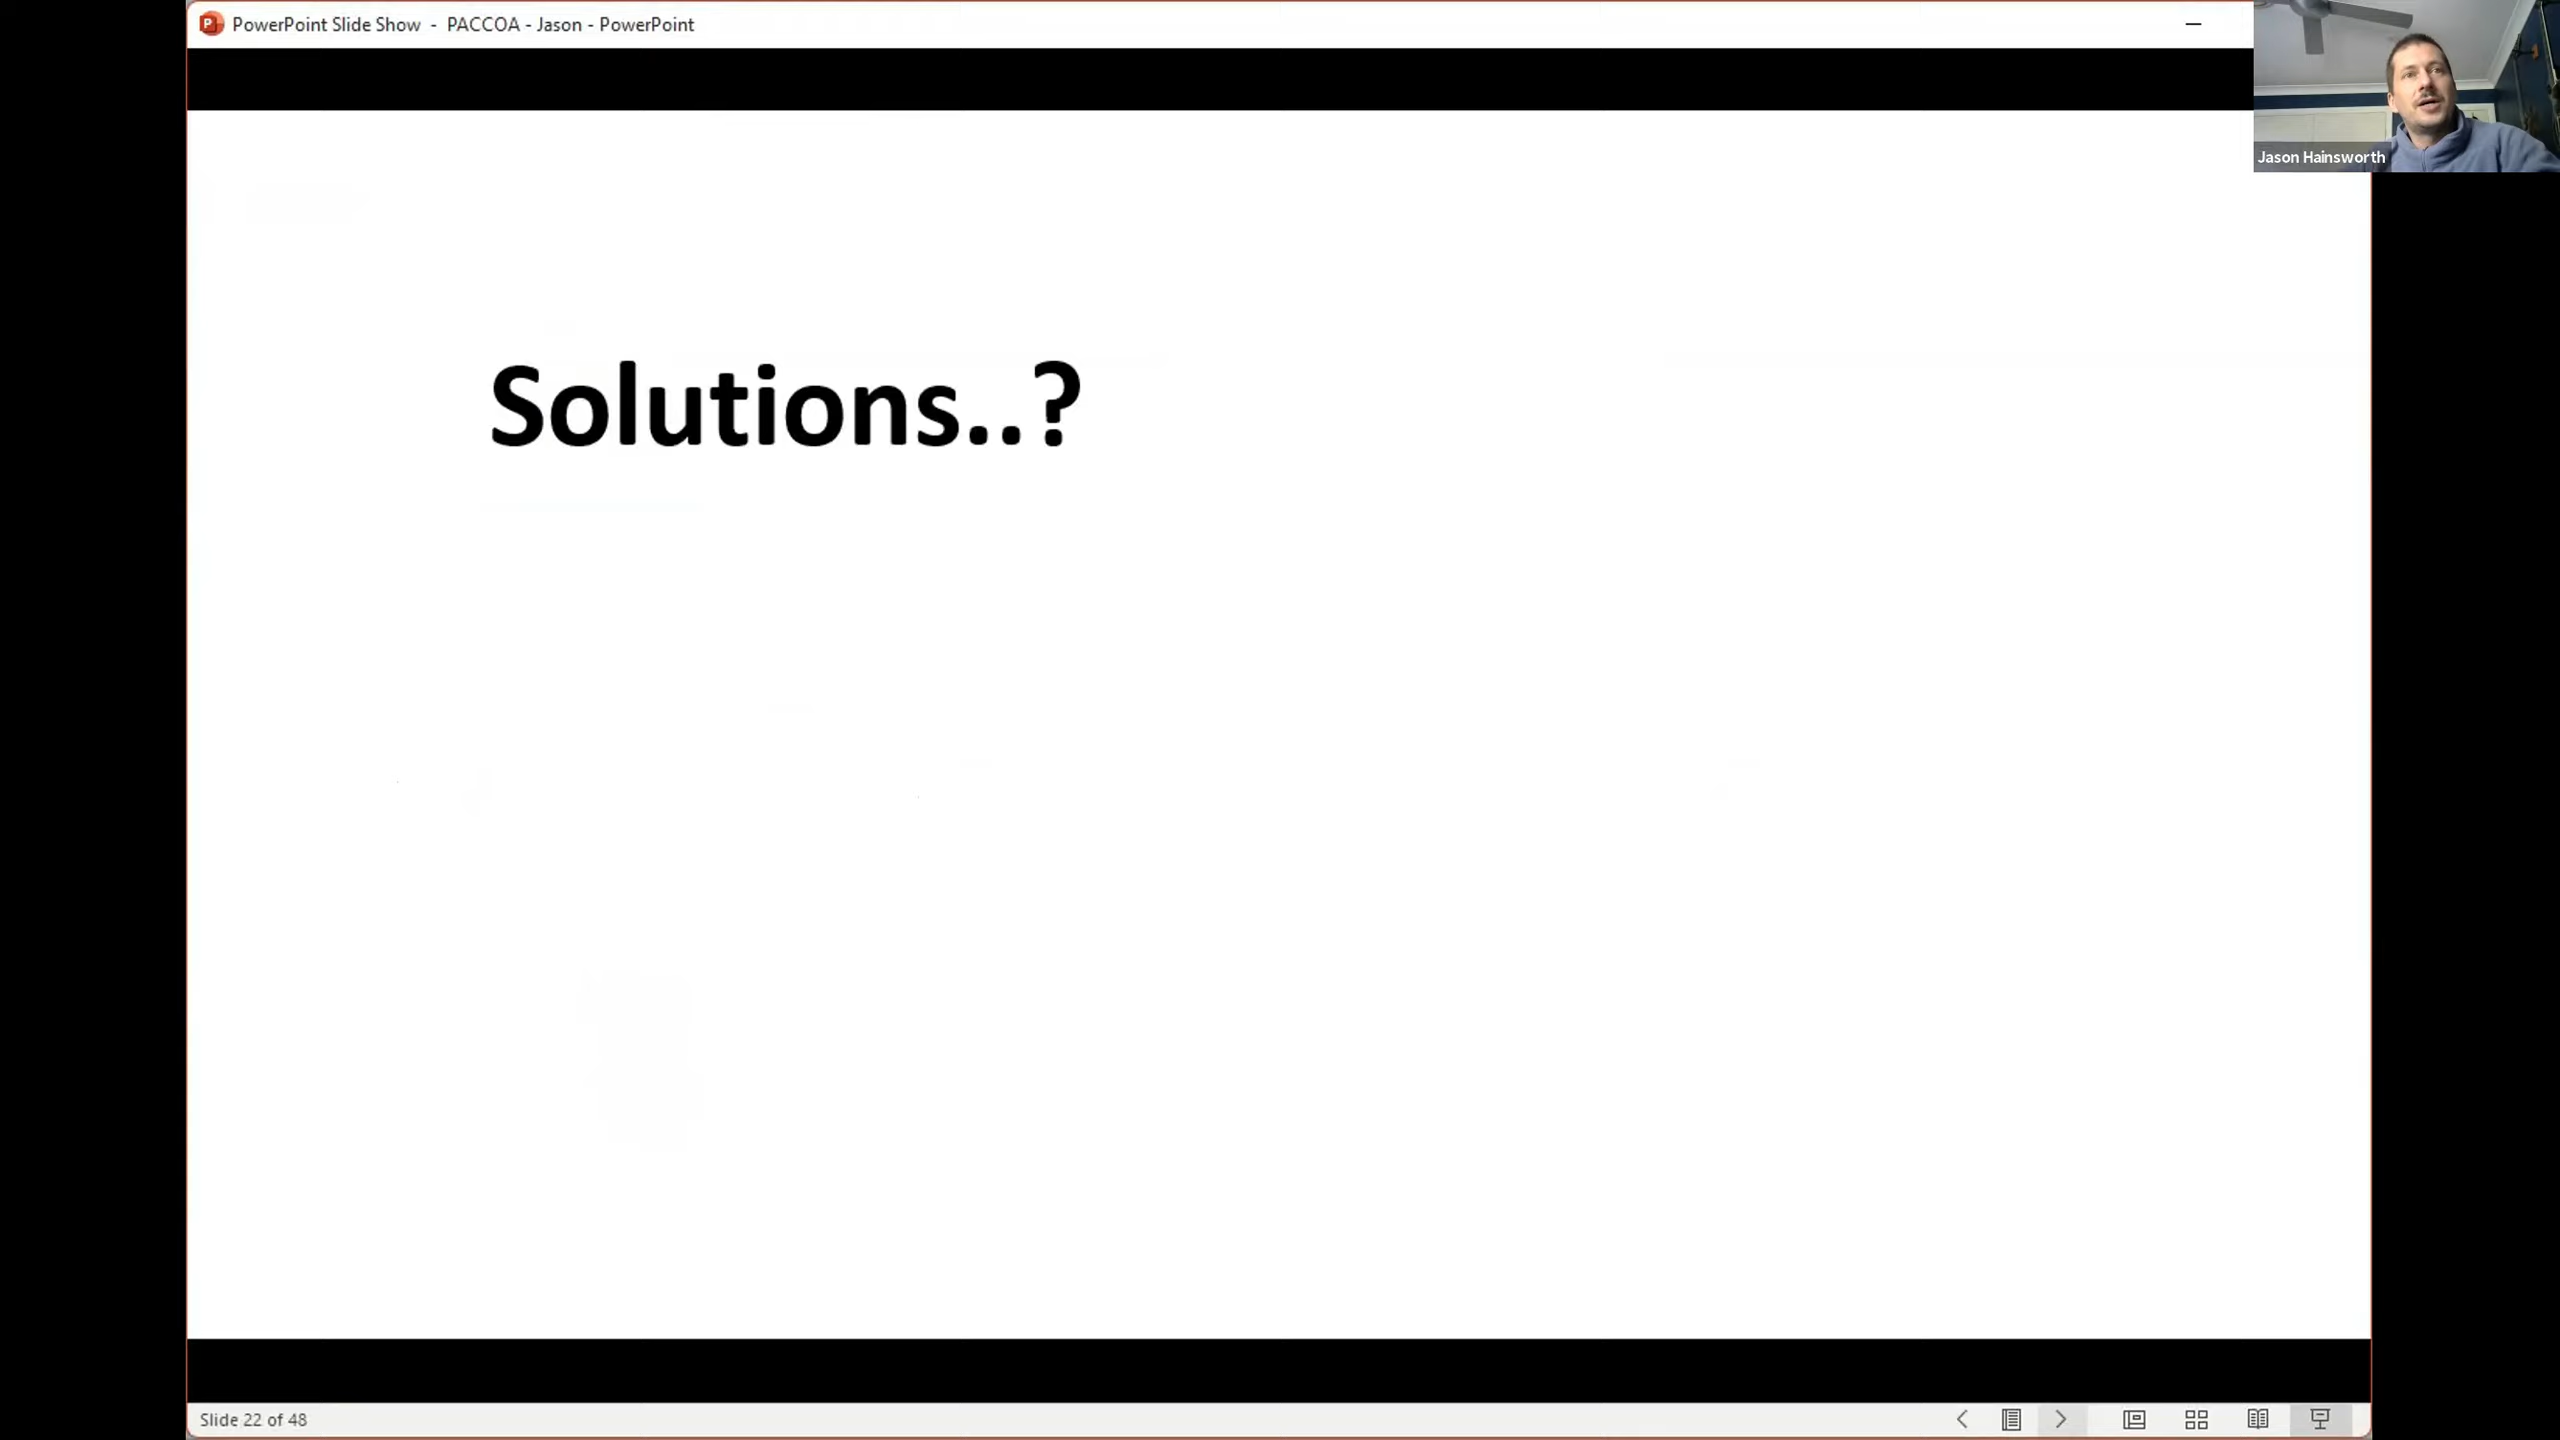 PowerPoint Slide Show - PACCOA - Jason - PowerPoint
Jason Hainsworth
Solutions..?
Slide 22 of 48